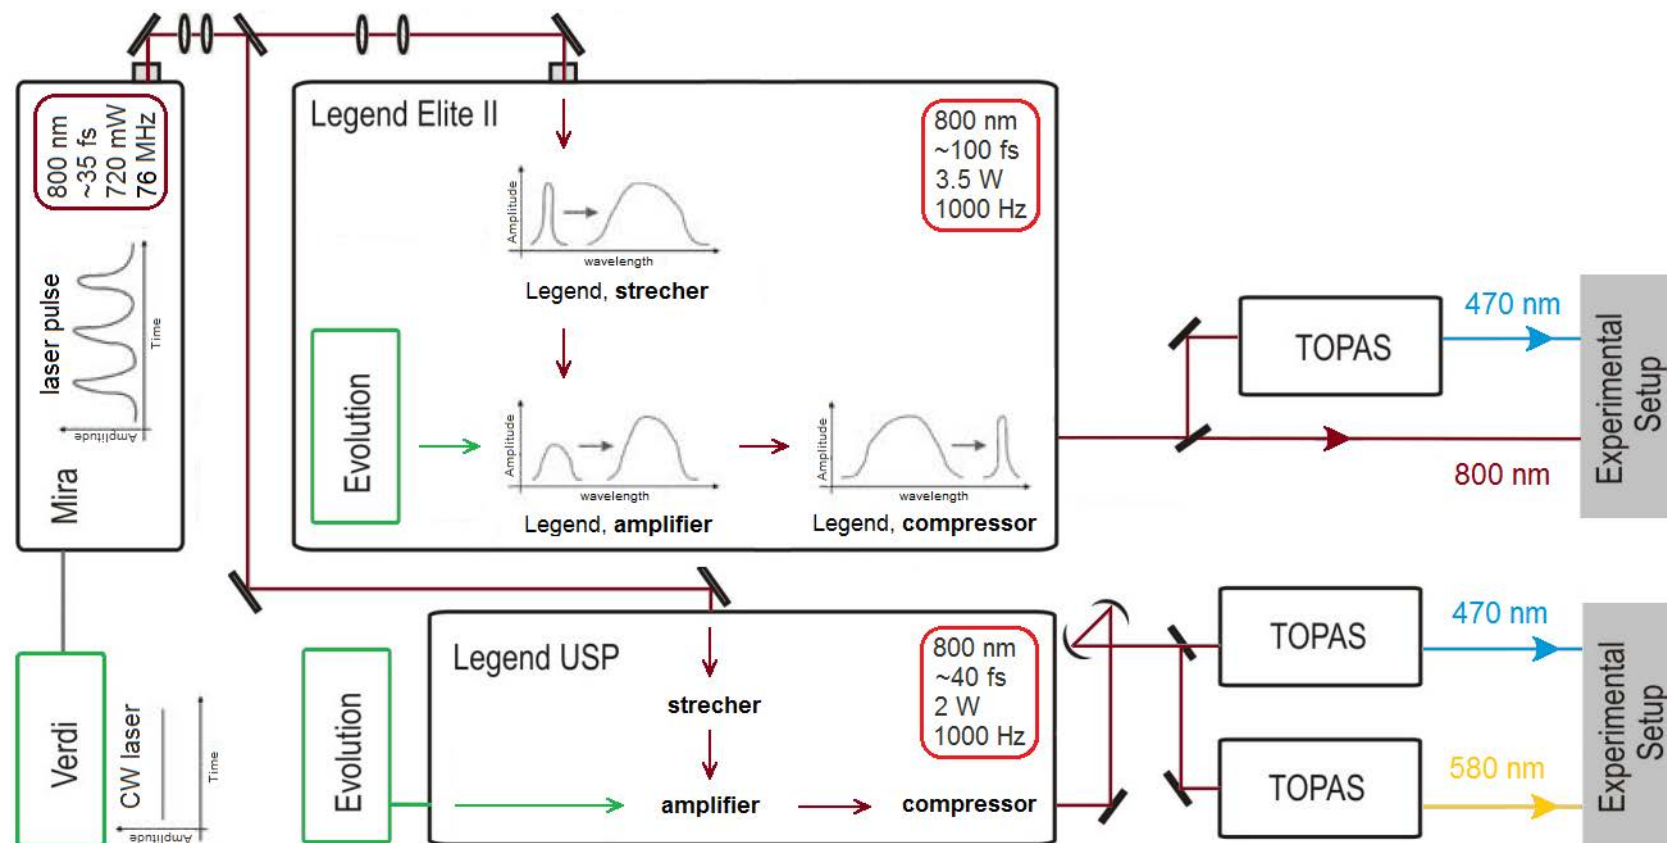 800 nm
~35 fs
720 mW
76 MHz
laser pulse
Time
Amplitude
Mira
Verdi
CW laser
Time
Amplitude
Legend Elite II
800 nm
~100 fs
3.5 W
1000 Hz
Amplitude
wavelength
Legend, strecher
Evolution
Amplitude
wavelength
Legend, amplifier
Amplitude
wavelength
Legend, compressor
TOPAS
470 nm
800 nm
Experimental
Setup
Legend USP
800 nm
~40 fs
2 W
1000 Hz
strecher
Evolution
amplifier
compressor
TOPAS
470 nm
TOPAS
580 nm
Experimental
Setup